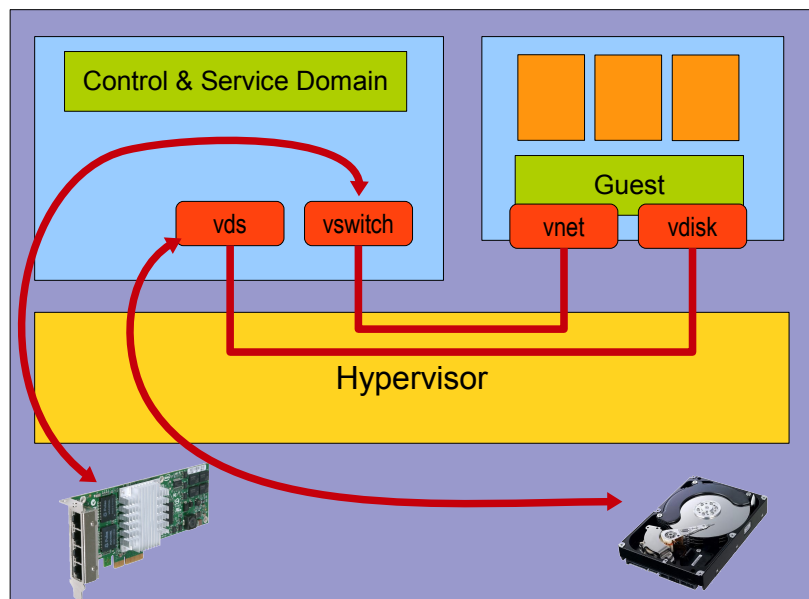 Control & Service Domain
Guest
vds
vswitch
vnet
vdisk
Hypervisor